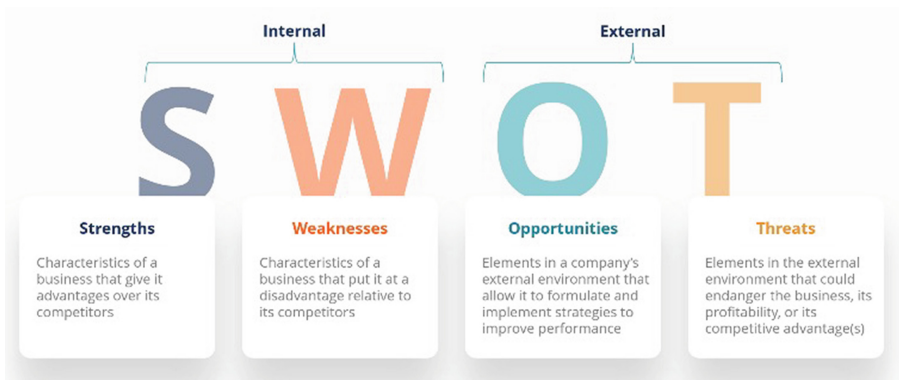 Internal
External
S W O T
Strengths
Characteristics of a
business that give it
advantages over its
competitors
Weaknesses
Characteristics of a
business that put it at a
disadvantage relative to
its competitors
Opportunities
Elements in a company's
external environment that
allow it to formulate and
implement strategies to
improve performance
Threats
Elements in the external
environment that could
endanger the business, its
profitability, or its
competitive advantage(s)